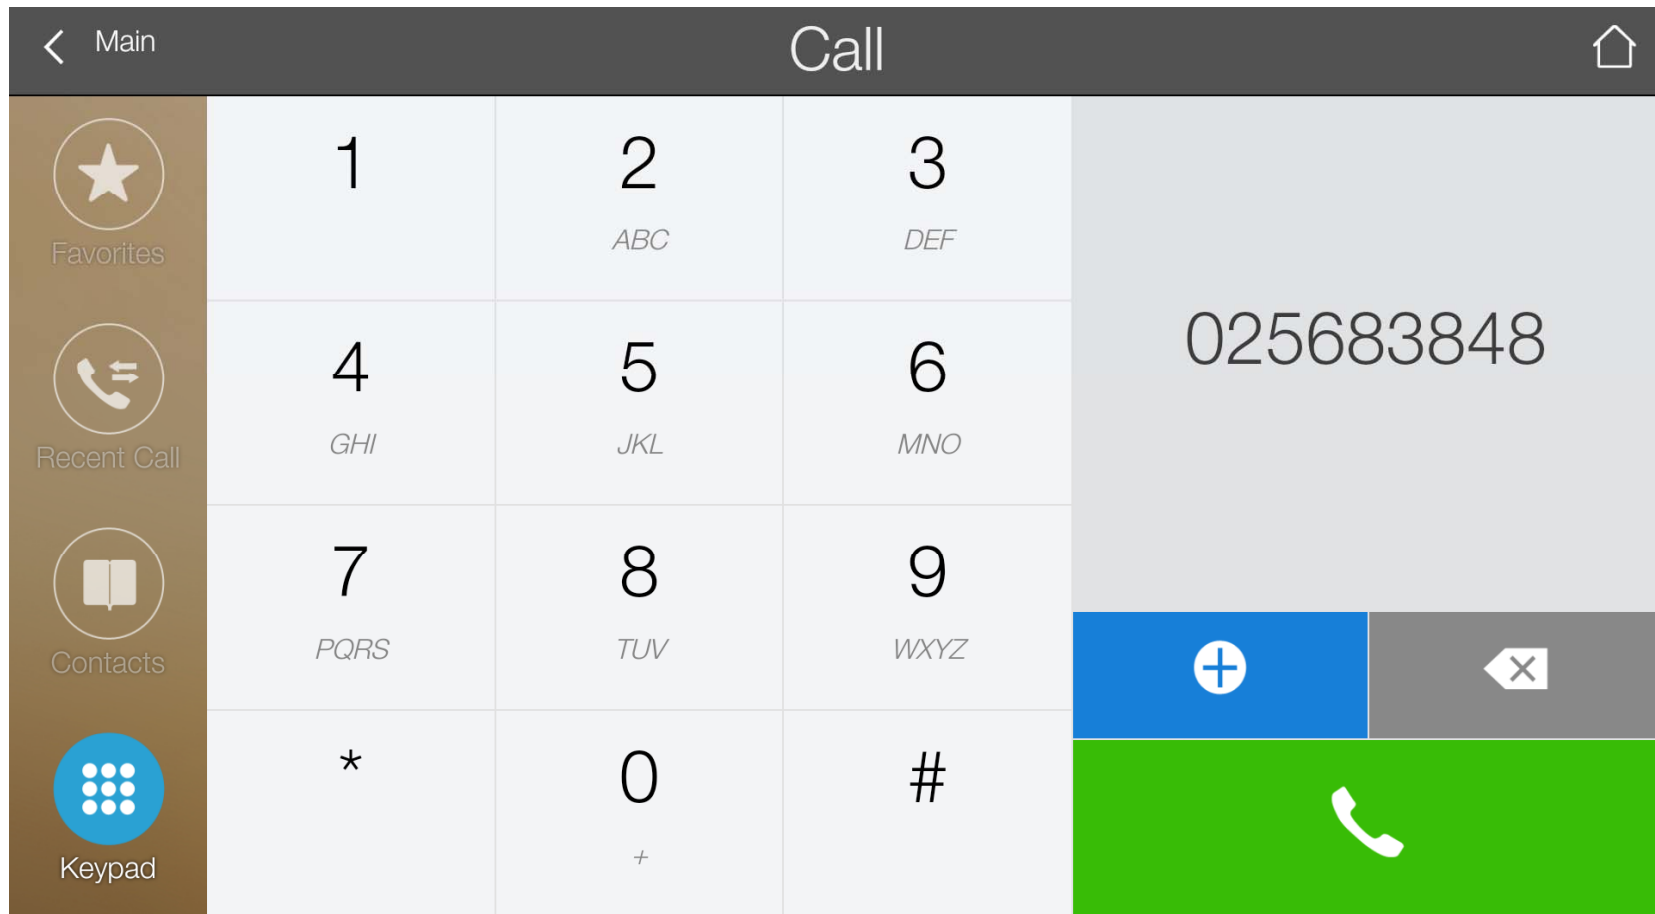 Main
Call
Favorites
Recent Call
Contacts
Keypad
1
2
ABC
3
DEF
4
GHI
5
JKL
6
MNO
7
PQRS
8
TUV
9
WXYZ
*
0
+
#
025683848